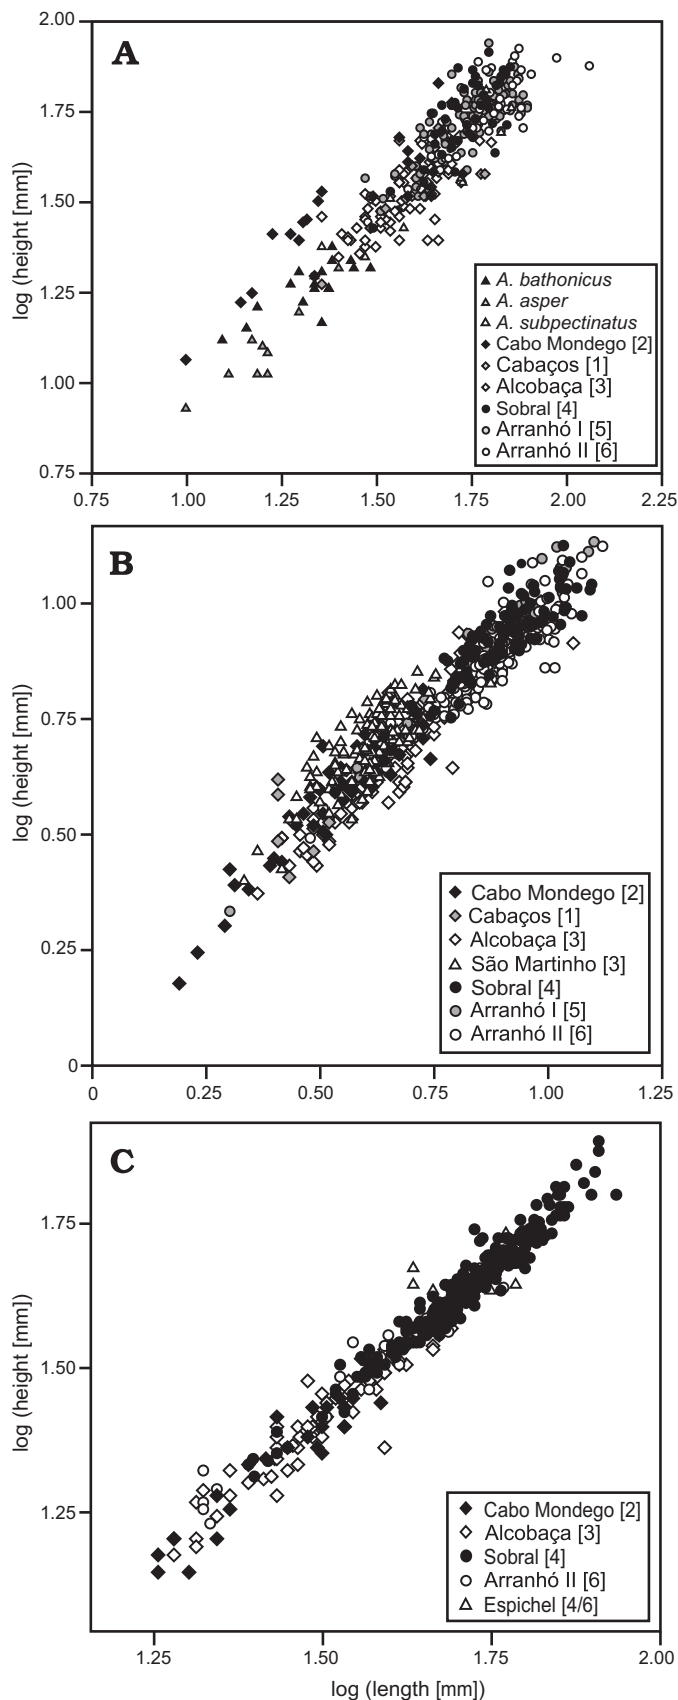 A
2.00
1.75
1.50
1.25
1.00
0.75
log (height [mm])
A. bathonicus
A. asper
A. subpectinatus
Cabo Mondego [2]
Cabaços [1]
Alcobaça [3]
Sobral [4]
Arranhó I [5]
Arranhó II [6]
0.75 1.00 1.25 1.50 1.75 2.00 2.25
B
1.00
0.75
0.50
0.25
0
log (height [mm])
Cabo Mondego [2]
Cabaços [1]
Alcobaça [3]
São Martinho [3]
Sobral [4]
Arranhó I [5]
Arranhó II [6]
0 0.25 0.50 0.75 1.00 1.25
C
1.75
1.50
1.25
log (height [mm])
Cabo Mondego [2]
Alcobaça [3]
Sobral [4]
Arranhó II [6]
Espichel [4/6]
1.25 1.50 1.75 2.00
log (length [mm])